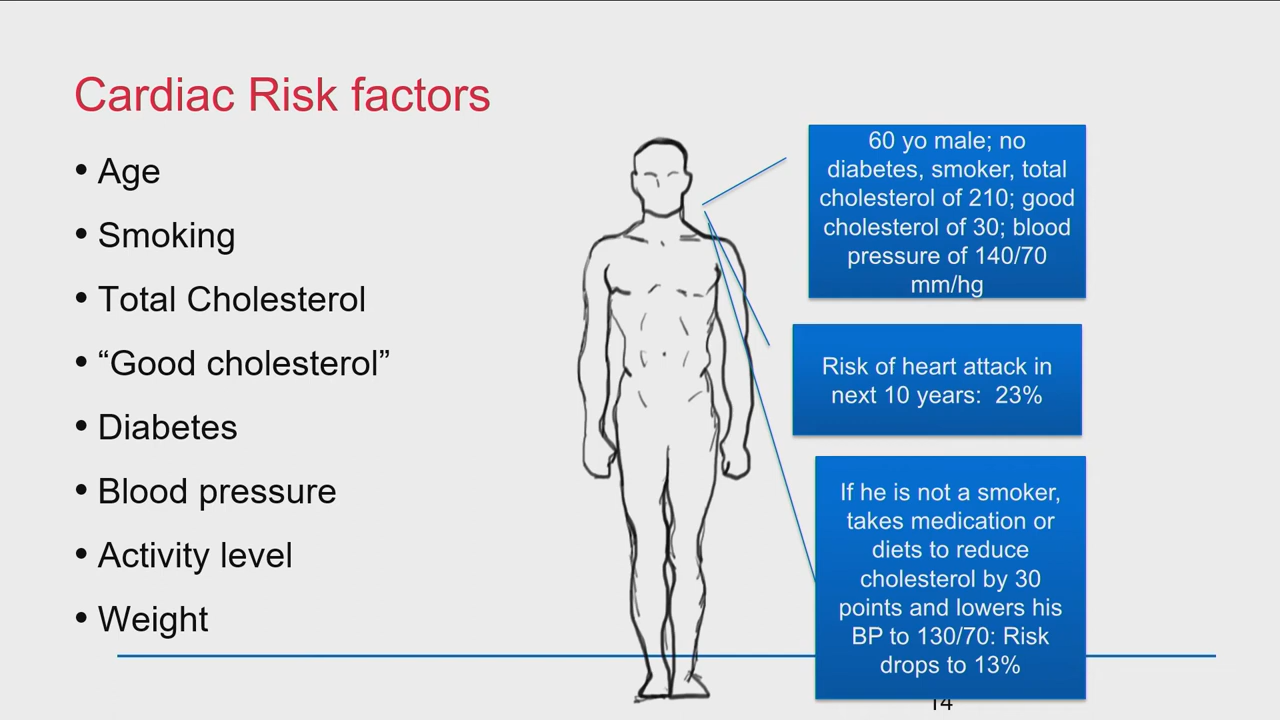 Cardiac Risk factors
• Age
• Smoking
• Total Cholesterol
• “Good cholesterol”
• Diabetes
• Blood pressure
• Activity level
• Weight
60 yo male; no
diabetes, smoker, total
cholesterol of 210; good
cholesterol of 30; blood
pressure of 140/70
mm/hg
Risk of heart attack in
next 10 years:  23%
If he is not a smoker,
takes medication or
diets to reduce
cholesterol by 30
points and lowers his
BP to 130/70: Risk
drops to 13%
14